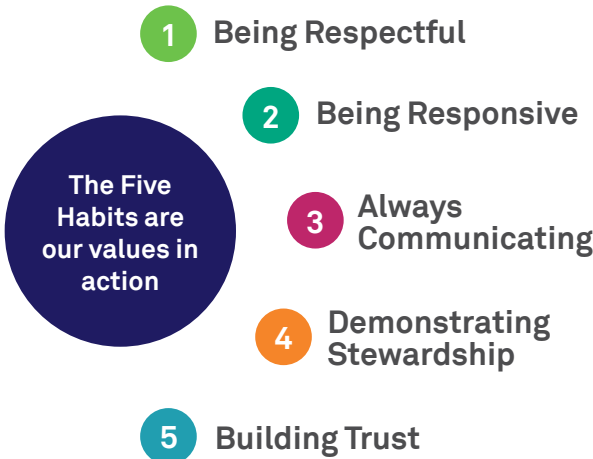 1 Being Respectful
2 Being Responsive
The Five
Habits are
our values in
action
3 Always
Communicating
4 Demonstrating
Stewardship
5 Building Trust